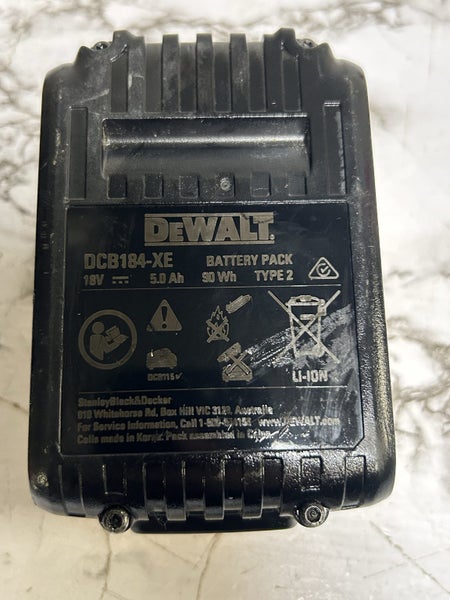 DEWALT
DCB184-XE BATTERY PACK
18V 5.0 Ah 90 Wh TYPE 2
DCB115 ✓
LI-ION
StanleyBlack&Decker
810 Whitehorse Rd, Box Hill VIC 3128, Australia
For Service Information, Call 1-800- www.DEWALT.com
Cells made in Korea. Pack assembled in China.